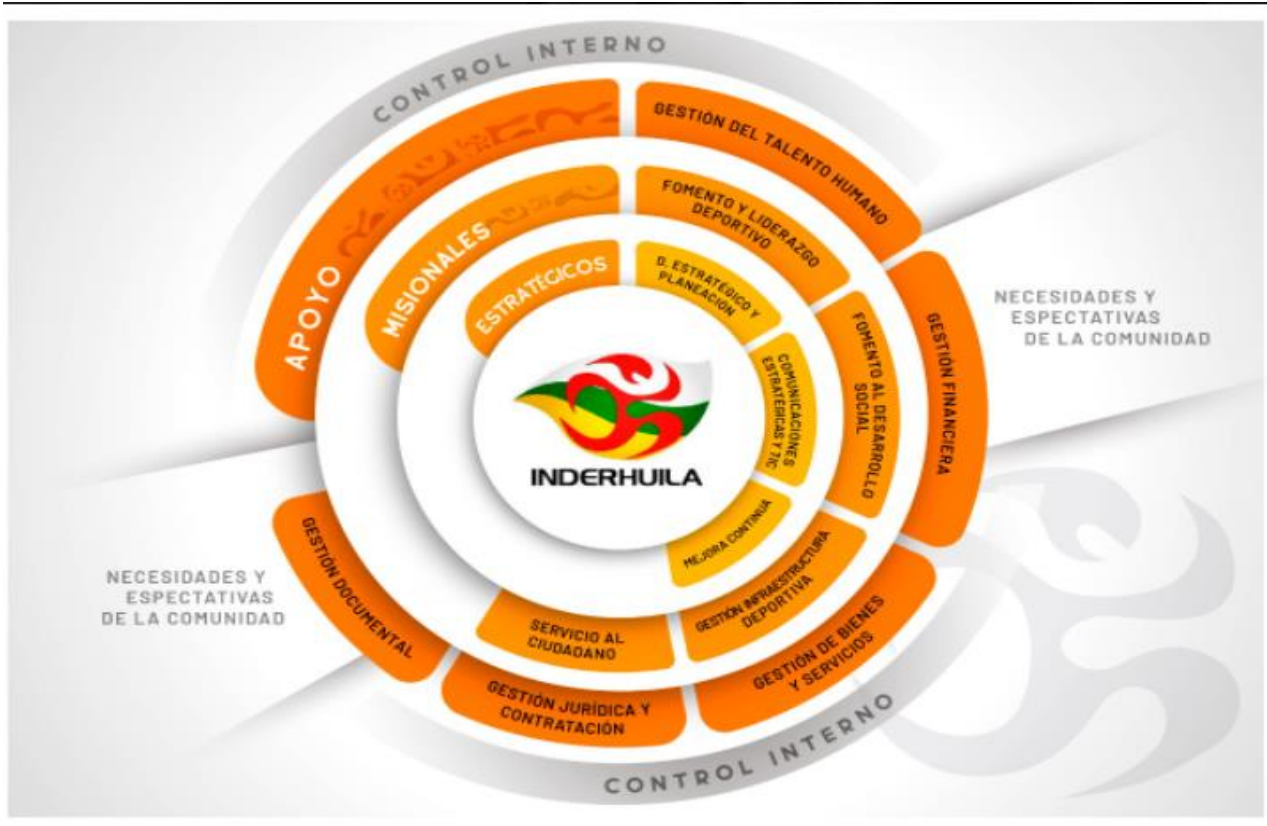 CONTROL INTERNO
APOYO
GESTIÓN DEL TALENTO HUMANO
GESTIÓN FINANCIERA
GESTIÓN DE BIENES
Y SERVICIOS
GESTIÓN JURÍDICA Y
CONTRATACIÓN
GESTIÓN DOCUMENTAL
MISIONALES
FOMENTO Y LIDERAZGO
DEPORTIVO
FOMENTO AL DESARROLLO
SOCIAL
GESTIÓN INFRAESTRUCTURA
DEPORTIVA
SERVICIO AL
CIUDADANO
ESTRATÉGICOS
D. ESTRATÉGICO Y
PLANEACIÓN
COMUNICACIONES
ESTRATÉGICAS Y TIC
MEJORA CONTINUA
INDERHUILA
NECESIDADES Y
ESPECTATIVAS
DE LA COMUNIDAD
NECESIDADES Y
ESPECTATIVAS
DE LA COMUNIDAD
CONTROL INTERNO